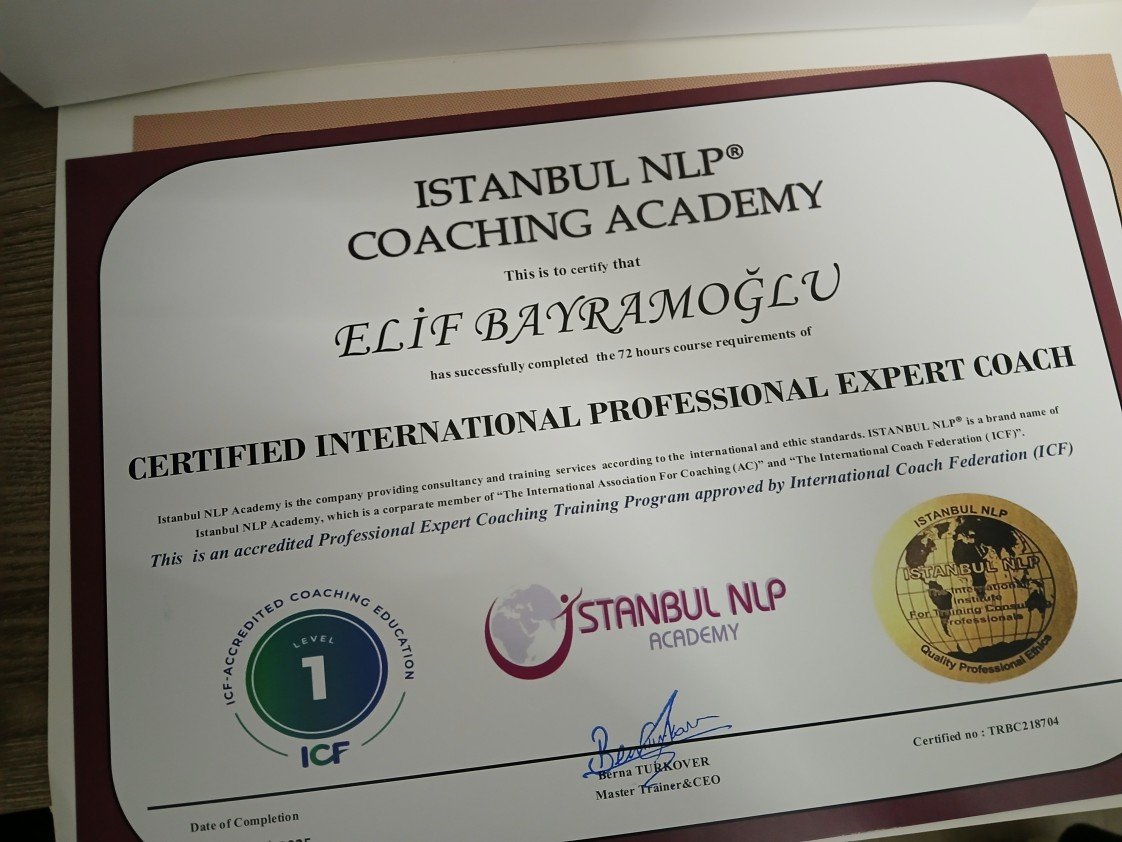 ISTANBUL NLP®
COACHING ACADEMY
This is to certify that
ELİF BAYRAMOĞLU
has successfully completed the 72 hours course requirements of
CERTIFIED INTERNATIONAL PROFESSIONAL EXPERT COACH
Istanbul NLP Academy is the company providing consultancy and training services according to the international and ethic standards. ISTANBUL NLP® is a brand name of
Istanbul NLP Academy, which is a corparate member of “The International Association For Coaching (AC)” and “The International Coach Federation ( ICF)”.
This is an accredited Professional Expert Coaching Training Program approved by International Coach Federation (ICF)
ICF-ACCREDITED COACHING EDUCATION
LEVEL
1
ICF
ISTANBUL NLP
ACADEMY
ISTANBUL NLP
ISTANBUL NLP
International
Institute
For Training
Professionals
Quality Professional Ethics
Berna TURKOVER
Master Trainer&CEO
Certified no : TRBC218704
Date of Completion